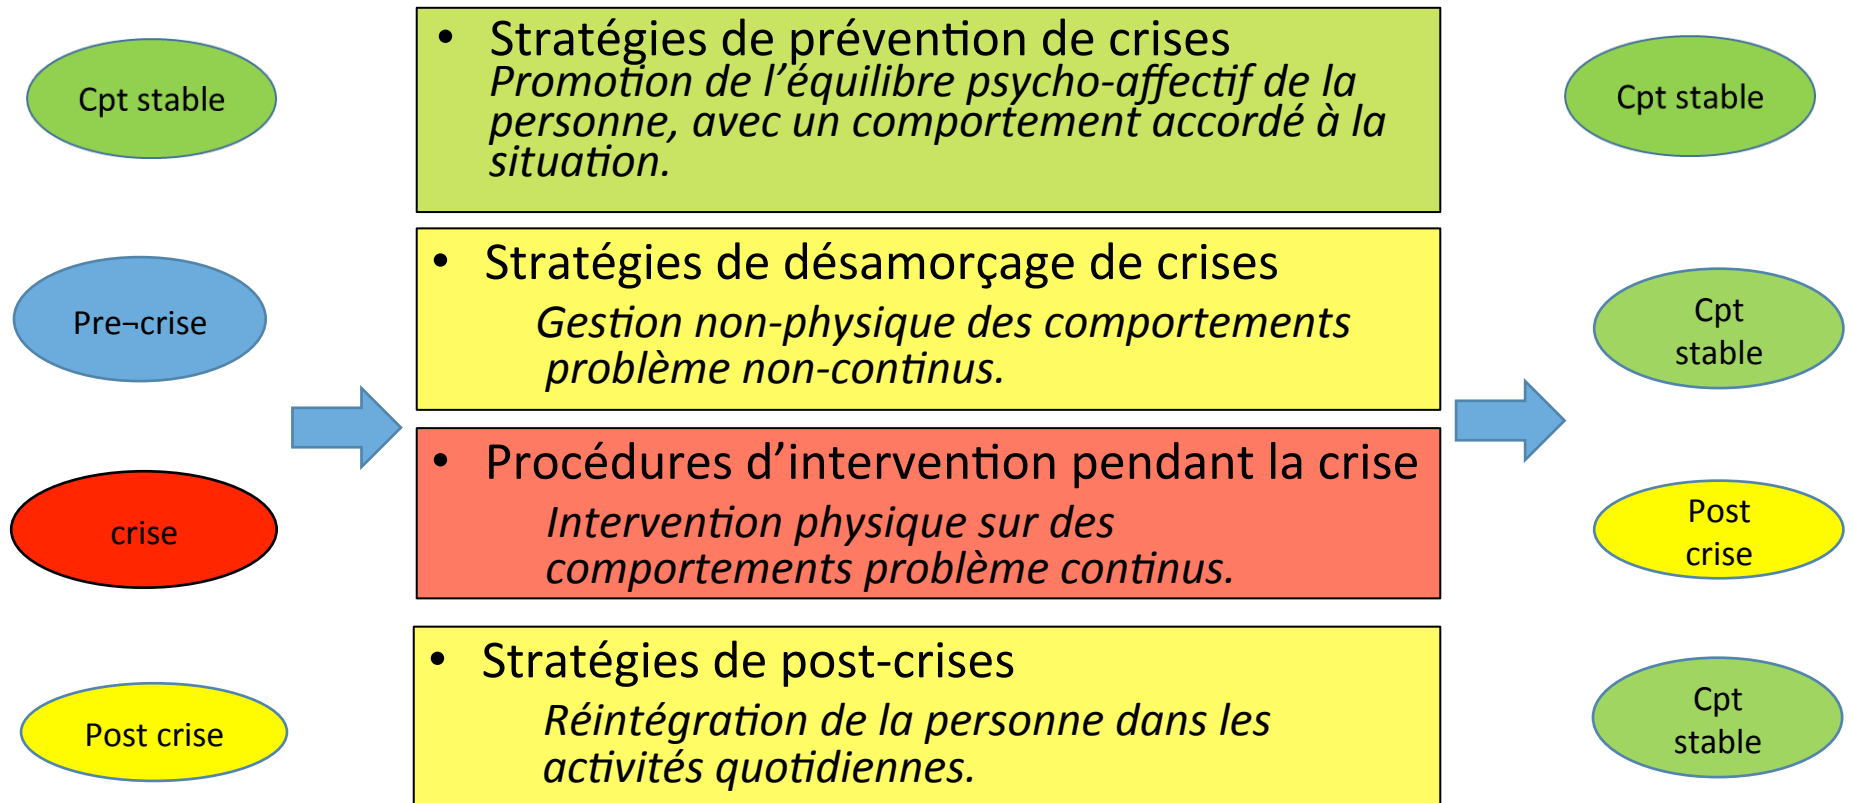 Cpt stable
• Stratégies de prévention de crises
Promotion de l’équilibre psycho-affectif de la
personne, avec un comportement accordé à la
situation.
Cpt stable
Pre¬crise
• Stratégies de désamorçage de crises
Gestion non-physique des comportements
problème non-continus.
Cpt
stable
crise
• Procédures d’intervention pendant la crise
Intervention physique sur des
comportements problème continus.
Post
crise
Post crise
• Stratégies de post-crises
Réintégration de la personne dans les
activités quotidiennes.
Cpt
stable